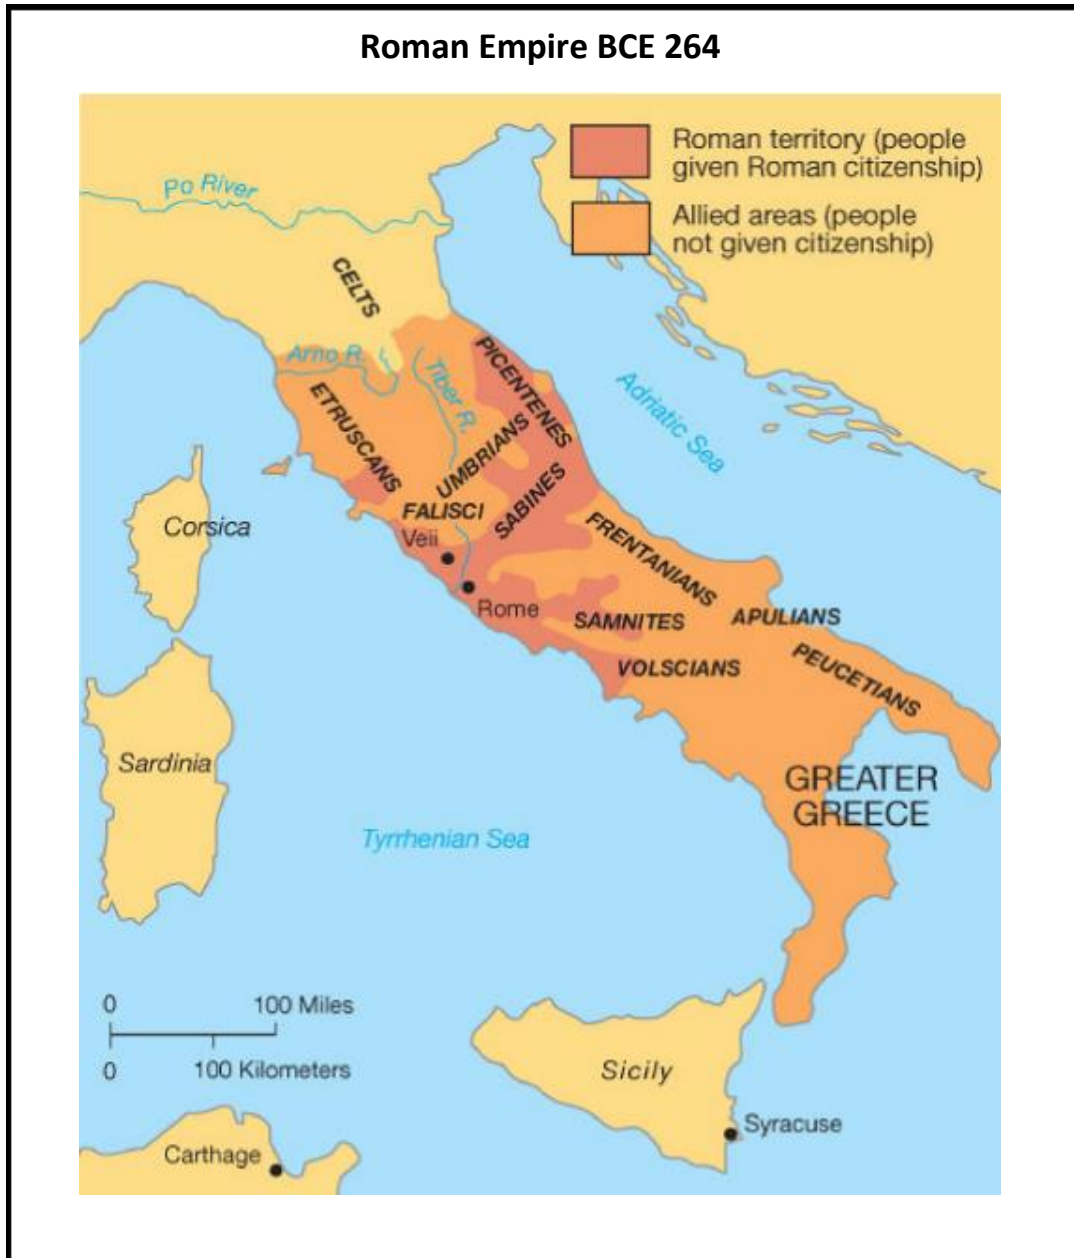 Roman Empire BCE 264
Roman territory (people
given Roman citizenship)
Allied areas (people
not given citizenship)
Po River
CELTS
Arno R.
Tiber R.
PICENTENES
Adriatic Sea
ETRUSCANS
UMBRIANS
FALISCI
SABINES
Corsica
Veii
FRENTANIANS
Rome
SAMNITES
APULIANS
VOLSCIANS
PEUCETIANS
Sardinia
GREATER
GREECE
Tyrrhenian Sea
0 100 Miles
0 100 Kilometers
Sicily
Syracuse
Carthage